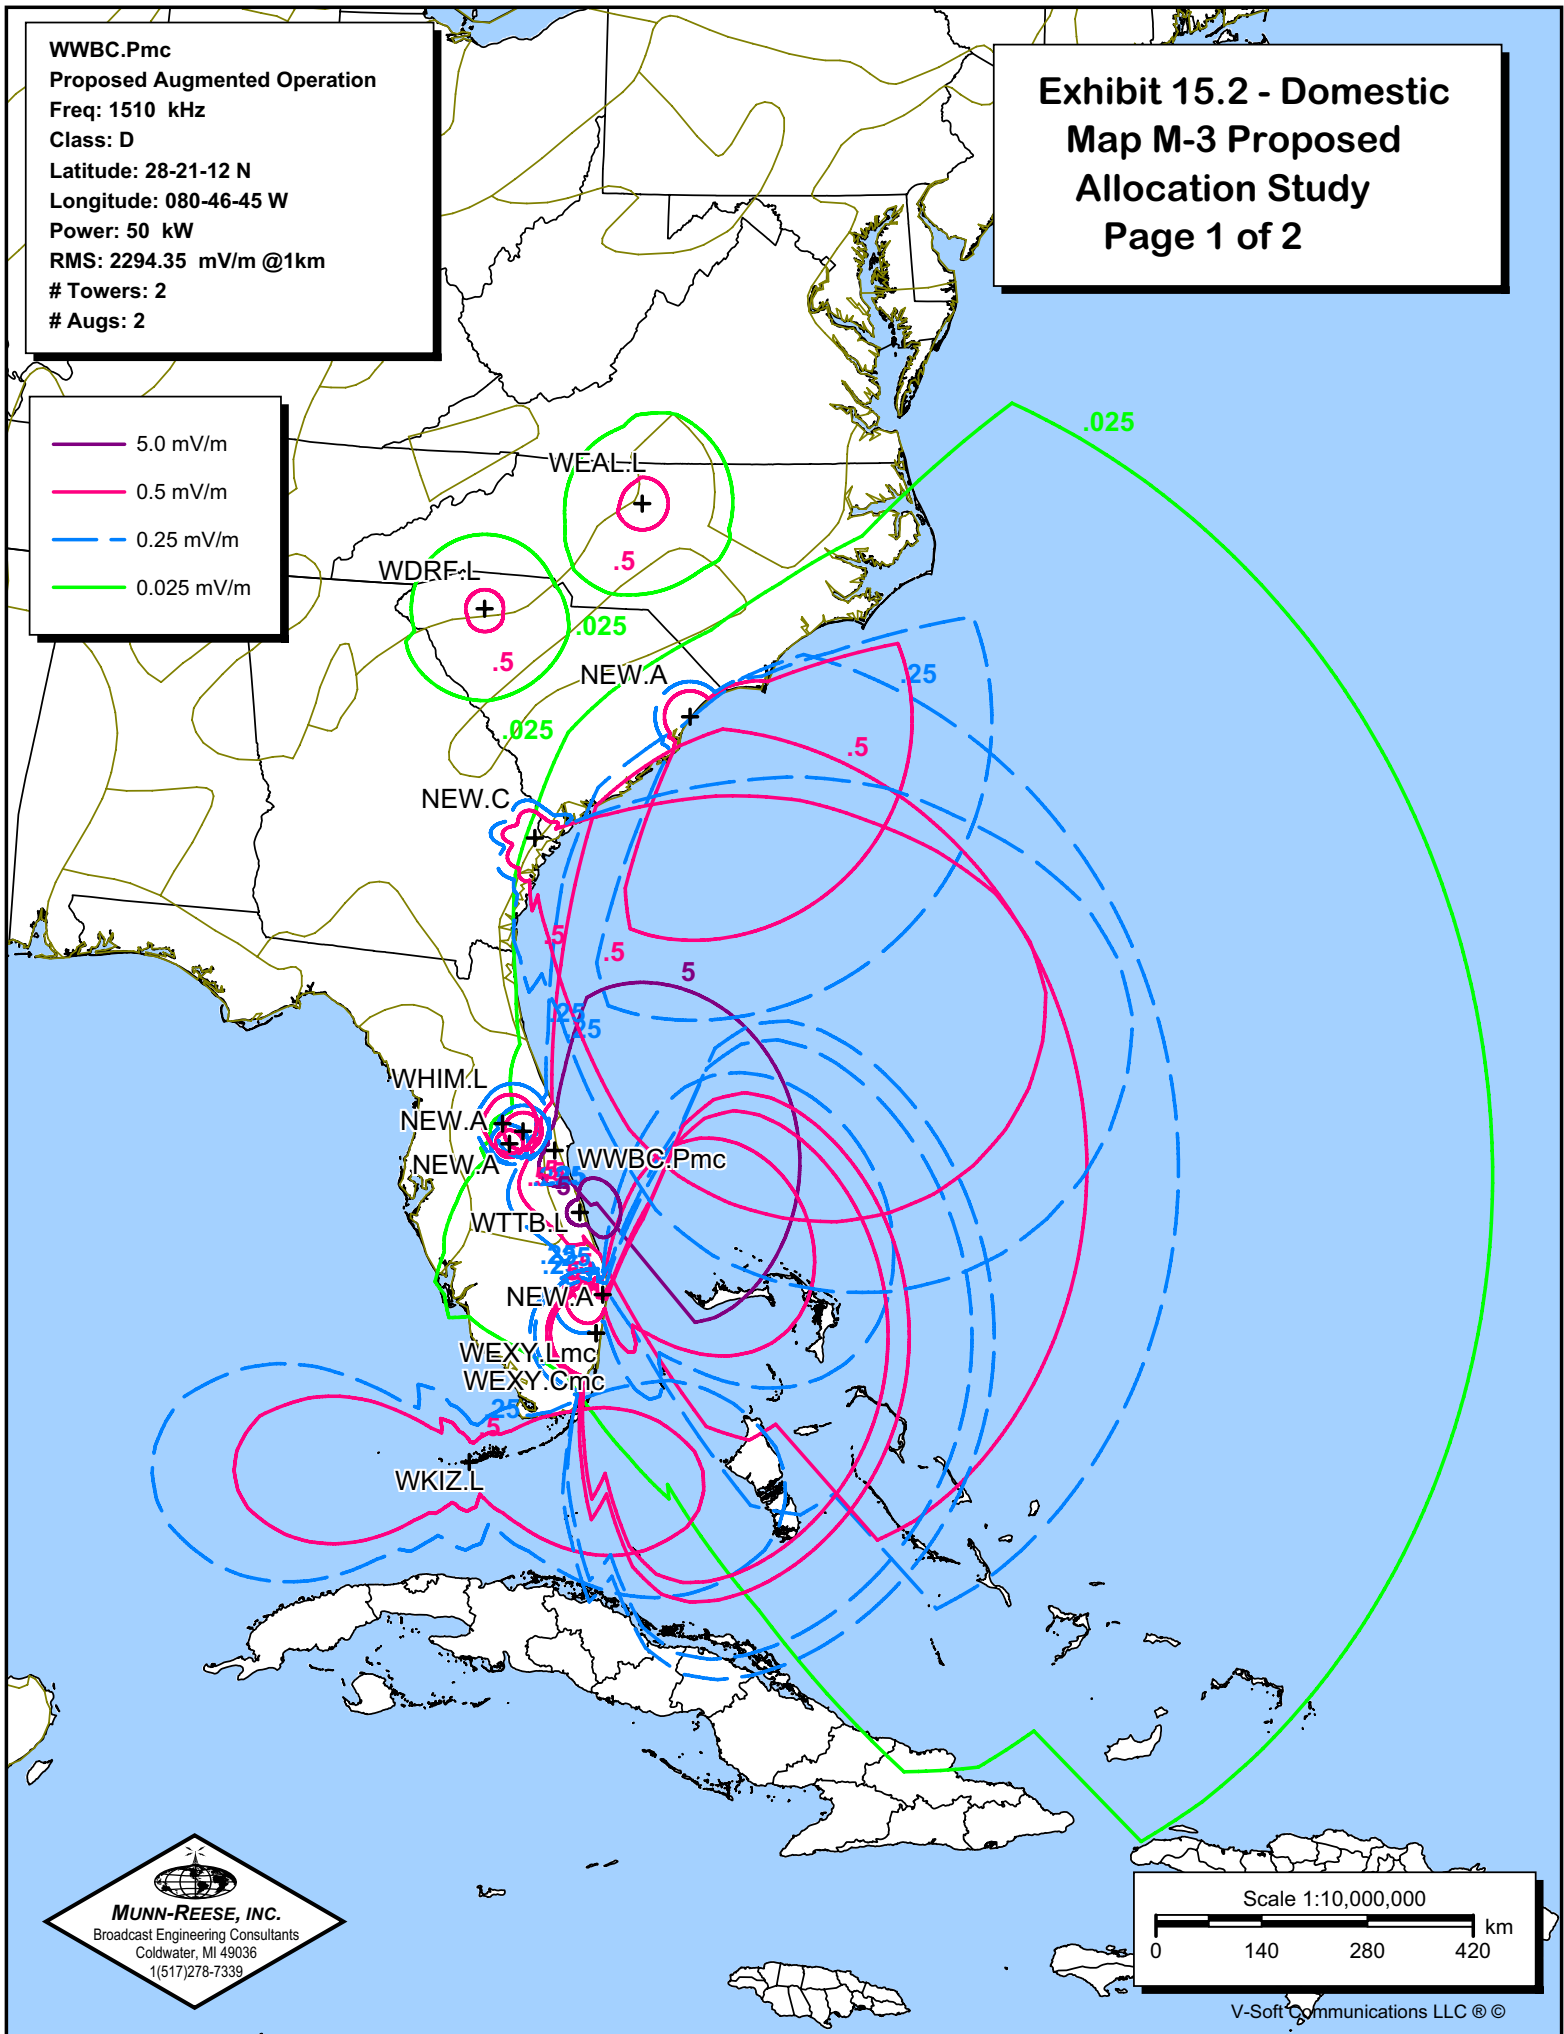 WWBC.Pmc
Proposed Augmented Operation
Freq: 1510 kHz
Class: D
Latitude: 28-21-12 N
Longitude: 080-46-45 W
Power: 50 kW
RMS: 2294.35 mV/m @1km
# Towers: 2
# Augs: 2
Exhibit 15.2 - Domestic
Map M-3 Proposed
Allocation Study
Page 1 of 2
5.0 mV/m
0.5 mV/m
0.25 mV/m
0.025 mV/m
.025
WEAL.L
.5
WDRF.L
.025
.5
NEW.A
.25
.025
.5
NEW.C
.5
.5
5
.25
.25
WHIM.L
NEW.A
NEW.A
WWBC.Pmc
5
WTTB.L
NEW.A
WEXY.Lmc
WEXY.Cmc
.25
.5
WKIZ.L
MUNN-REESE, INC.
Broadcast Engineering Consultants
Coldwater, MI 49036
1(517)278-7339
Scale 1:10,000,000
km
0 140 280 420
V-Soft Communications LLC ® ©